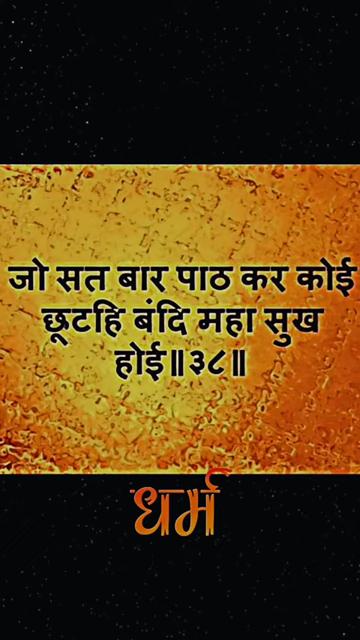 जो सत बार पाठ कर कोई
छूटहि बंदि महा सुख
होई॥३८॥
धर्म